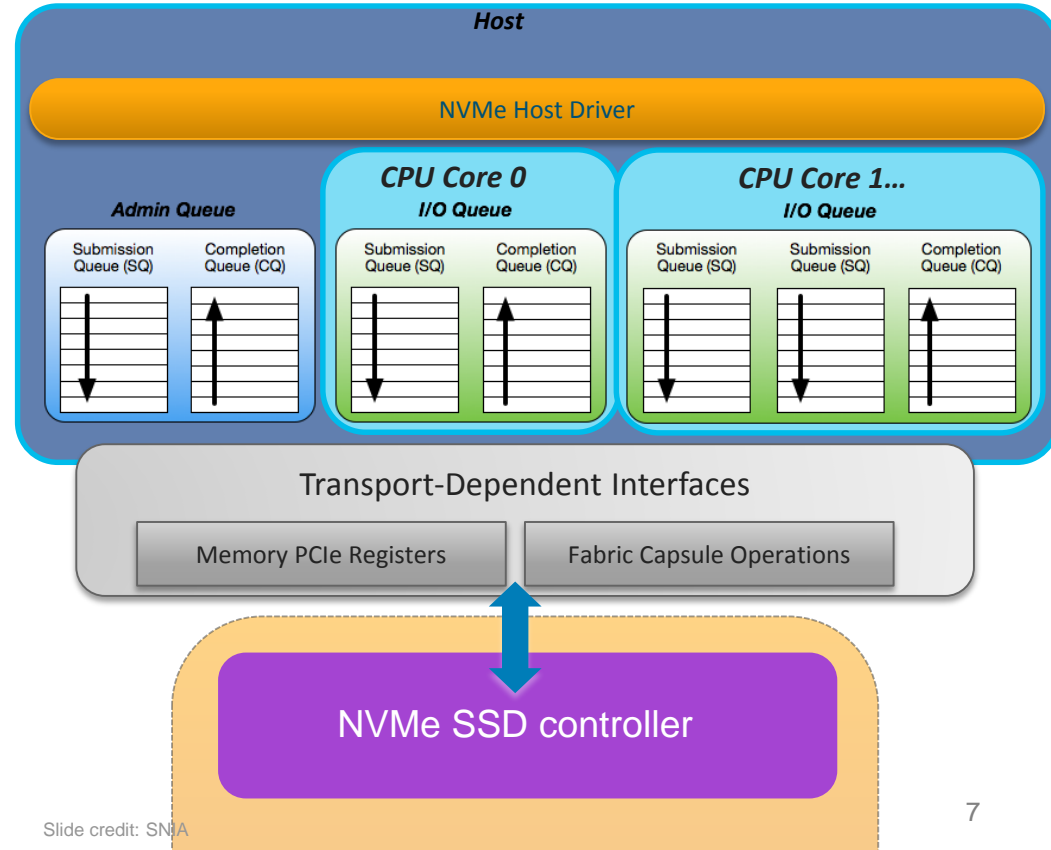 Host
NVMe Host Driver
CPU Core 0
CPU Core 1...
Admin Queue
I/O Queue
I/O Queue
Submission
Queue (SQ)
Completion
Queue (CQ)
Submission
Queue (SQ)
Completion
Queue (CQ)
Submission
Queue (SQ)
Submission
Queue (SQ)
Completion
Queue (CQ)
Transport-Dependent Interfaces
Memory PCIe Registers
Fabric Capsule Operations
NVMe SSD controller
Slide credit: SNIA
7